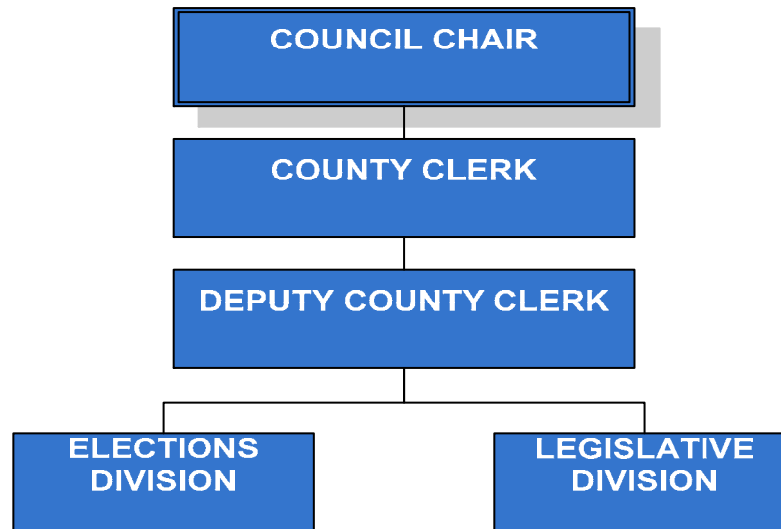 COUNCIL CHAIR
COUNTY CLERK
DEPUTY COUNTY CLERK
ELECTIONS
DIVISION
LEGISLATIVE
DIVISION